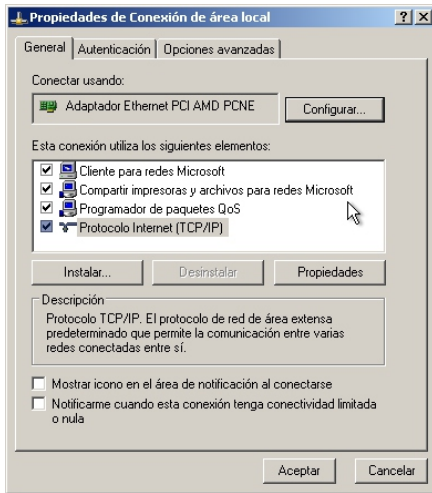 Propiedades de Conexión de área local
General
Autenticación
Opciones avanzadas
Conectar usando:
Adaptador Ethernet PCI AMD PCNE
Configurar...
Esta conexión utiliza los siguientes elementos:
Cliente para redes Microsoft
Compartir impresoras y archivos para redes Microsoft
Programador de paquetes QoS
Protocolo Internet (TCP/IP)
Instalar...
Desinstalar
Propiedades
Descripción
Protocolo TCP/IP. El protocolo de red de área extensa
predeterminado que permite la comunicación entre varias
redes conectadas entre sí.
Mostrar icono en el área de notificación al conectarse
Notificarme cuando esta conexión tenga conectividad limitada
o nula
Aceptar
Cancelar